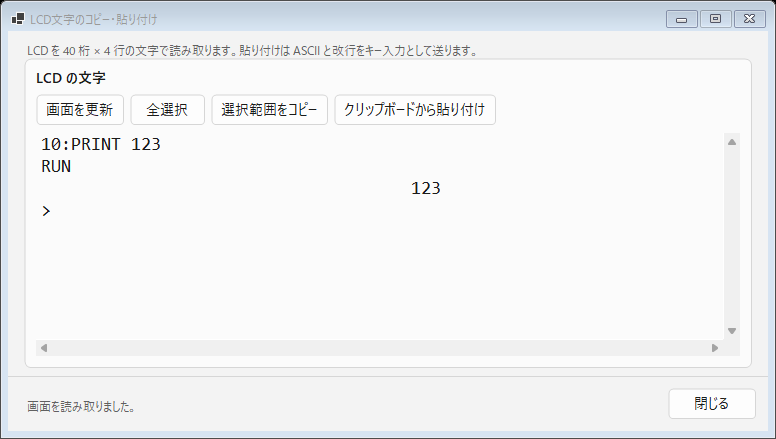 LCD文字のコピー・貼り付け
LCD を 40 桁 × 4 行の文字で読み取ります。貼り付けは ASCII と改行をキー入力として送ります。
LCD の文字
画面を更新 全選択 選択範囲をコピー クリップボードから貼り付け
10:PRINT 123
RUN
123
>
画面を読み取りました。
閉じる